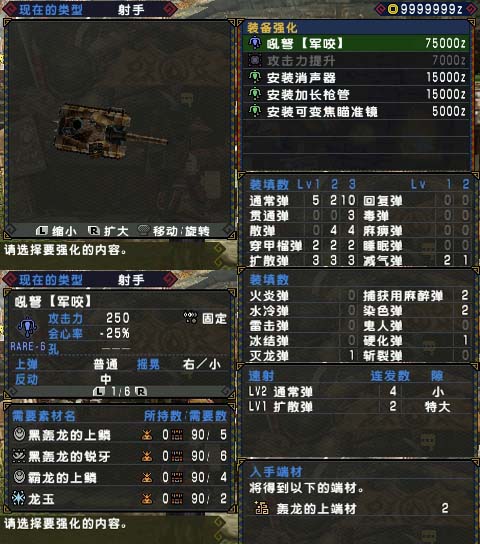 现在的类型 射手
9999999z
缩小 扩大 移动/旋转
请选择要强化的内容。
装备强化
吼弩【军咬】 75000z
攻击力提升 7000z
安装消声器 15000z
安装加长枪管 15000z
安装可变焦瞄准镜 5000z
装填数 Lv1 2 3 Lv 1 2
通常弹 5 2 10 回复弹 0 0
贯通弹 0 0 3 毒弹 0 0
散弹 0 4 4 麻痹弹 0 0
穿甲榴弹 2 2 2 睡眠弹 0 0
扩散弹 3 3 3 减气弹 2 1
现在的类型 射手
吼弩【军咬】
攻击力 250 固定
会心率 -25%
RARE-6 孔 ---
上弹 普通 摇晃 右/小
反动 中
L 1/6 R
需要素材名 所持数/需要数
黑轰龙的上鳞 0 90/ 5
黑轰龙的锐牙 0 90/ 6
霸龙的上鳞 0 90/ 4
龙玉 0 90/ 2
请选择要强化的内容。
装填数
火炎弹 0 捕获用麻醉弹 2
水冷弹 0 染色弹 2
雷击弹 0 鬼人弹 0
冰结弹 0 硬化弹 1
灭龙弹 1 斩裂弹 0
速射 连发数 隙
LV2 通常弹 4 小
LV1 扩散弹 2 特大
入手端材
将得到以下的端材。
轰龙的上端材 2